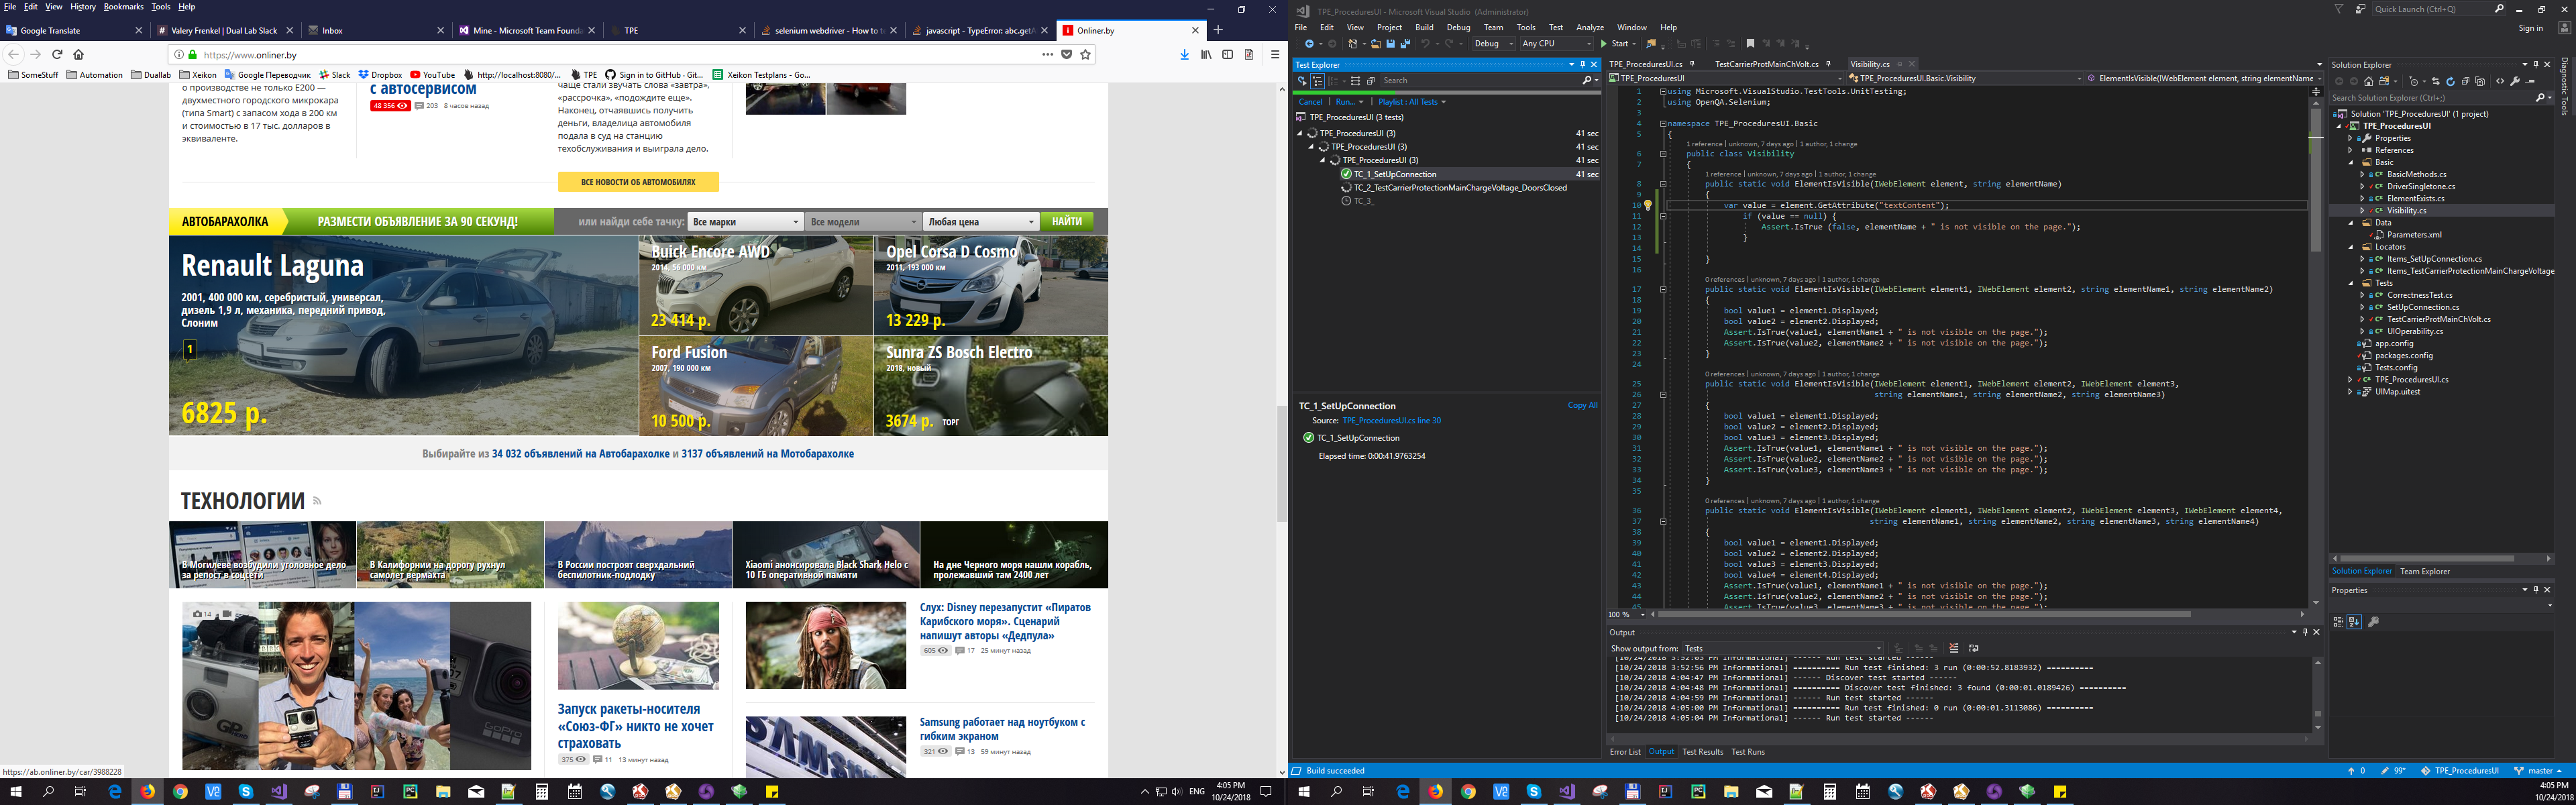 File Edit View History Bookmarks Tools Help
Google Translate
Valery Frenkel | Dual Lab Slack
Inbox
Mine - Microsoft Team Founda
TPE
selenium webdriver - How to t
javascript - TypeError: abc.getA
Onliner.by
https://www.onliner.by
SomeStuff Automation Duallab Xeikon Google Переводчик Slack Dropbox YouTube http://localhost:8080/... TPE Sign in to GitHub · Git... Xeikon Testplans - Go...
о производстве не только E200 —
двухместного городского микрокара
(типа Smart) с запасом хода в 200 км
и стоимостью в 17 тыс. долларов в
эквиваленте.
с автосервисом
48 356 203 8 часов назад
чаще стали звучать слова «завтра»,
«рассрочка», «подождите еще».
Наконец, отчаявшись получить
деньги, владелица автомобиля
подала в суд на станцию
техобслуживания и выиграла дело.
ВСЕ НОВОСТИ ОБ АВТОМОБИЛЯХ
АВТОБАРАХОЛКА
РАЗМЕСТИ ОБЪЯВЛЕНИЕ ЗА 90 СЕКУНД!
или найди себе тачку: Все марки Все модели Любая цена НАЙТИ
Renault Laguna
2001, 400 000 км, серебристый, универсал,
дизель 1,9 л, механика, передний привод,
Слоним
1
6825 р.
Buick Encore AWD
2014, 56 000 км
23 414 р.
Opel Corsa D Cosmo
2011, 193 000 км
13 229 р.
Ford Fusion
2007, 190 000 км
10 500 р.
Sunra ZS Bosch Electro
2018, новый
3674 р. ТОРГ
Выбирайте из 34 032 объявлений на Автобарахолке и 3137 объявлений на Мотобарахолке
ТЕХНОЛОГИИ
В Могилеве возбудили уголовное дело
за репост в соцсети
В Калифорнии на дорогу рухнул
самолет вермахта
В России построят сверхдальний
беспилотник-подлодку
Xiaomi анонсировала Black Shark Helo с
10 ГБ оперативной памяти
На дне Черного моря нашли корабль,
пролежавший там 2400 лет
14
Запуск ракеты-носителя
«Союз-ФГ» никто не хочет
страховать
375 11 13 минут назад
Слух: Disney перезапустит «Пиратов
Карибского моря». Сценарий
напишут авторы «Дедпула»
605 17 25 минут назад
Samsung работает над ноутбуком с
гибким экраном
321 13 59 минут назад
https://ab.onliner.by/car/3988228
ENG
4:05 PM
10/24/2018
TPE_ProceduresUI - Microsoft Visual Studio (Administrator)
Quick Launch (Ctrl+Q)
File Edit View Project Build Debug Team Tools Test Analyze Window Help
Sign in
Debug Any CPU Start
Test Explorer
Search
Cancel | Run... | Playlist : All Tests
TPE_ProceduresUI (3 tests)
TPE_ProceduresUI (3) 41 sec
TPE_ProceduresUI (3) 41 sec
TPE_ProceduresUI (3) 41 sec
TC_1_SetUpConnection 41 sec
TC_2_TestCarrierProtectionMainChargeVoltage_DoorsClosed
TC_3_
TC_1_SetUpConnection
Copy All
Source: TPE_ProceduresUI.cs line 30
TC_1_SetUpConnection
Elapsed time: 0:00:41.9763254
TPE_ProceduresUI.cs TestCarrierProtMainChVolt.cs Visibility.cs
TPE_ProceduresUI TPE_ProceduresUI.Basic.Visibility ElementIsVisible(IWebElement element, string elementName
1 using Microsoft.VisualStudio.TestTools.UnitTesting;
2 using OpenQA.Selenium;
3
4 namespace TPE_ProceduresUI.Basic
5 {
1 reference | unknown, 7 days ago | 1 author, 1 change
6 public class Visibility
7 {
1 reference | unknown, 7 days ago | 1 author, 1 change
8 public static void ElementIsVisible(IWebElement element, string elementName)
9 {
10 var value = element.GetAttribute("textContent");
11 if (value == null) {
12 Assert.IsTrue (false, elementName + " is not visible on the page.");
13 }
14
15 }
16
0 references | unknown, 7 days ago | 1 author, 1 change
17 public static void ElementIsVisible(IWebElement element1, IWebElement element2, string elementName1, string elementName2)
18 {
19 bool value1 = element1.Displayed;
20 bool value2 = element2.Displayed;
21 Assert.IsTrue(value1, elementName1 + " is not visible on the page.");
22 Assert.IsTrue(value2, elementName2 + " is not visible on the page.");
23 }
24
0 references | unknown, 7 days ago | 1 author, 1 change
25 public static void ElementIsVisible(IWebElement element1, IWebElement element2, IWebElement element3,
26 string elementName1, string elementName2, string elementName3)
27 {
28 bool value1 = element1.Displayed;
29 bool value2 = element2.Displayed;
30 bool value3 = element3.Displayed;
31 Assert.IsTrue(value1, elementName1 + " is not visible on the page.");
32 Assert.IsTrue(value2, elementName2 + " is not visible on the page.");
33 Assert.IsTrue(value3, elementName3 + " is not visible on the page.");
34 }
35
0 references | unknown, 7 days ago | 1 author, 1 change
36 public static void ElementIsVisible(IWebElement element1, IWebElement element2, IWebElement element3, IWebElement element4,
37 string elementName1, string elementName2, string elementName3, string elementName4)
38 {
39 bool value1 = element1.Displayed;
40 bool value2 = element2.Displayed;
41 bool value3 = element3.Displayed;
42 bool value4 = element4.Displayed;
43 Assert.IsTrue(value1, elementName1 + " is not visible on the page.");
44 Assert.IsTrue(value2, elementName2 + " is not visible on the page.");
45 Assert.IsTrue(value3, elementName3 + " is not visible on the page.");
100 %
Output
Show output from: Tests
[10/24/2018 3:52:03 PM Informational] ------ Run test started ------
[10/24/2018 3:52:56 PM Informational] ========== Run test finished: 3 run (0:00:52.8183932) ==========
[10/24/2018 4:04:47 PM Informational] ------ Discover test started ------
[10/24/2018 4:04:48 PM Informational] ========== Discover test finished: 3 found (0:00:01.0189426) ==========
[10/24/2018 4:04:59 PM Informational] ------ Run test started ------
[10/24/2018 4:05:00 PM Informational] ========== Run test finished: 0 run (0:00:01.3113086) ==========
[10/24/2018 4:05:04 PM Informational] ------ Run test started ------
Error List Output Test Results Test Runs
Solution Explorer
Search Solution Explorer (Ctrl+;)
Solution 'TPE_ProceduresUI' (1 project)
TPE_ProceduresUI
Properties
References
Basic
BasicMethods.cs
DriverSingletone.cs
ElementExists.cs
Visibility.cs
Data
Parameters.xml
Locators
Items_SetUpConnection.cs
Items_TestCarrierProtectionMainChargeVoltage
Tests
CorrectnessTest.cs
SetUpConnection.cs
TestCarrierProtMainChVolt.cs
UIOperability.cs
app.config
packages.config
Tests.config
TPE_ProceduresUI.cs
UIMap.uitest
Solution Explorer Team Explorer
Properties
Diagnostic Tools
Build succeeded
0 99+ TPE_ProceduresUI master
4:05 PM
10/24/2018